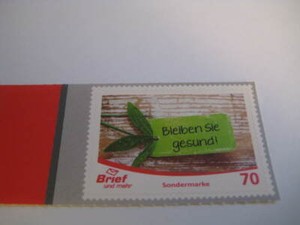 Bleiben Sie
gesund!
Brief
und mehr
Sondermarke
70